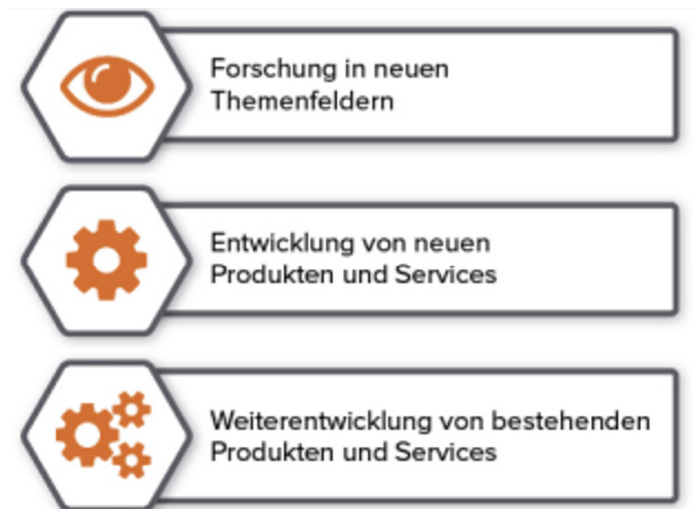 Forschung in neuen
Themenfeldern
Entwicklung von neuen
Produkten und Services
Weiterentwicklung von bestehenden
Produkten und Services